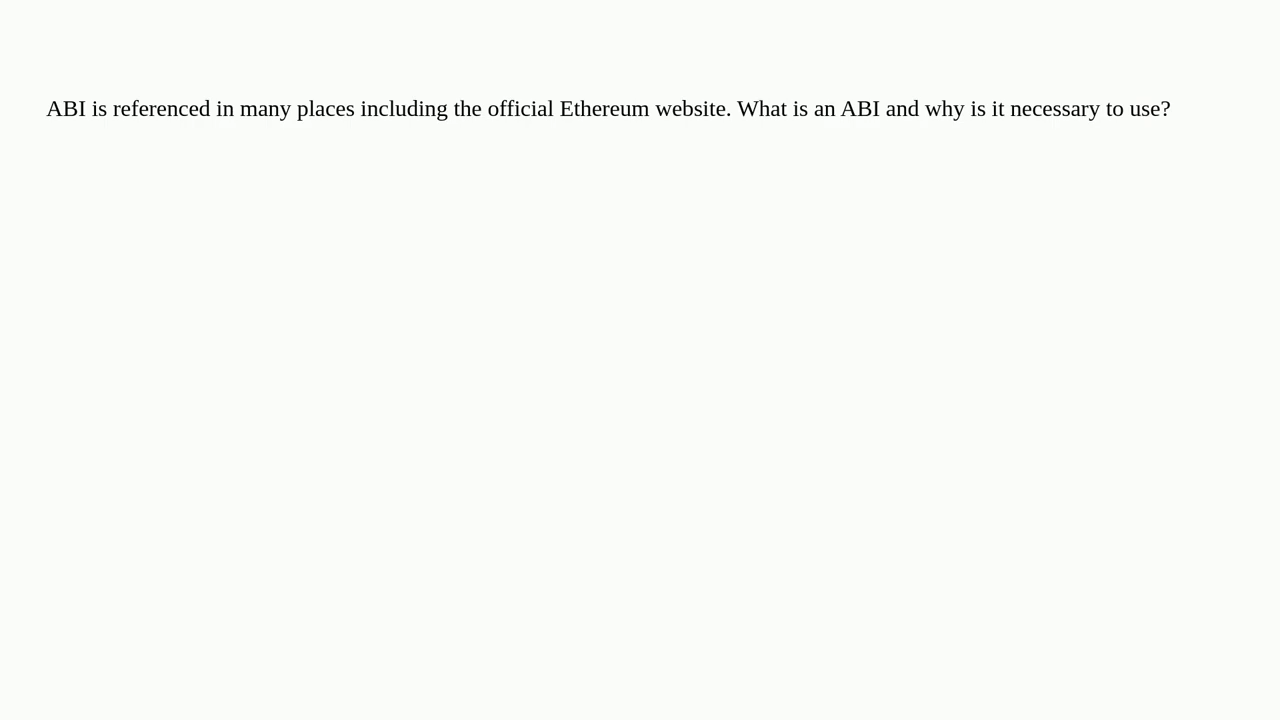 ABI is referenced in many places including the official Ethereum website. What is an ABI and why is it necessary to use?